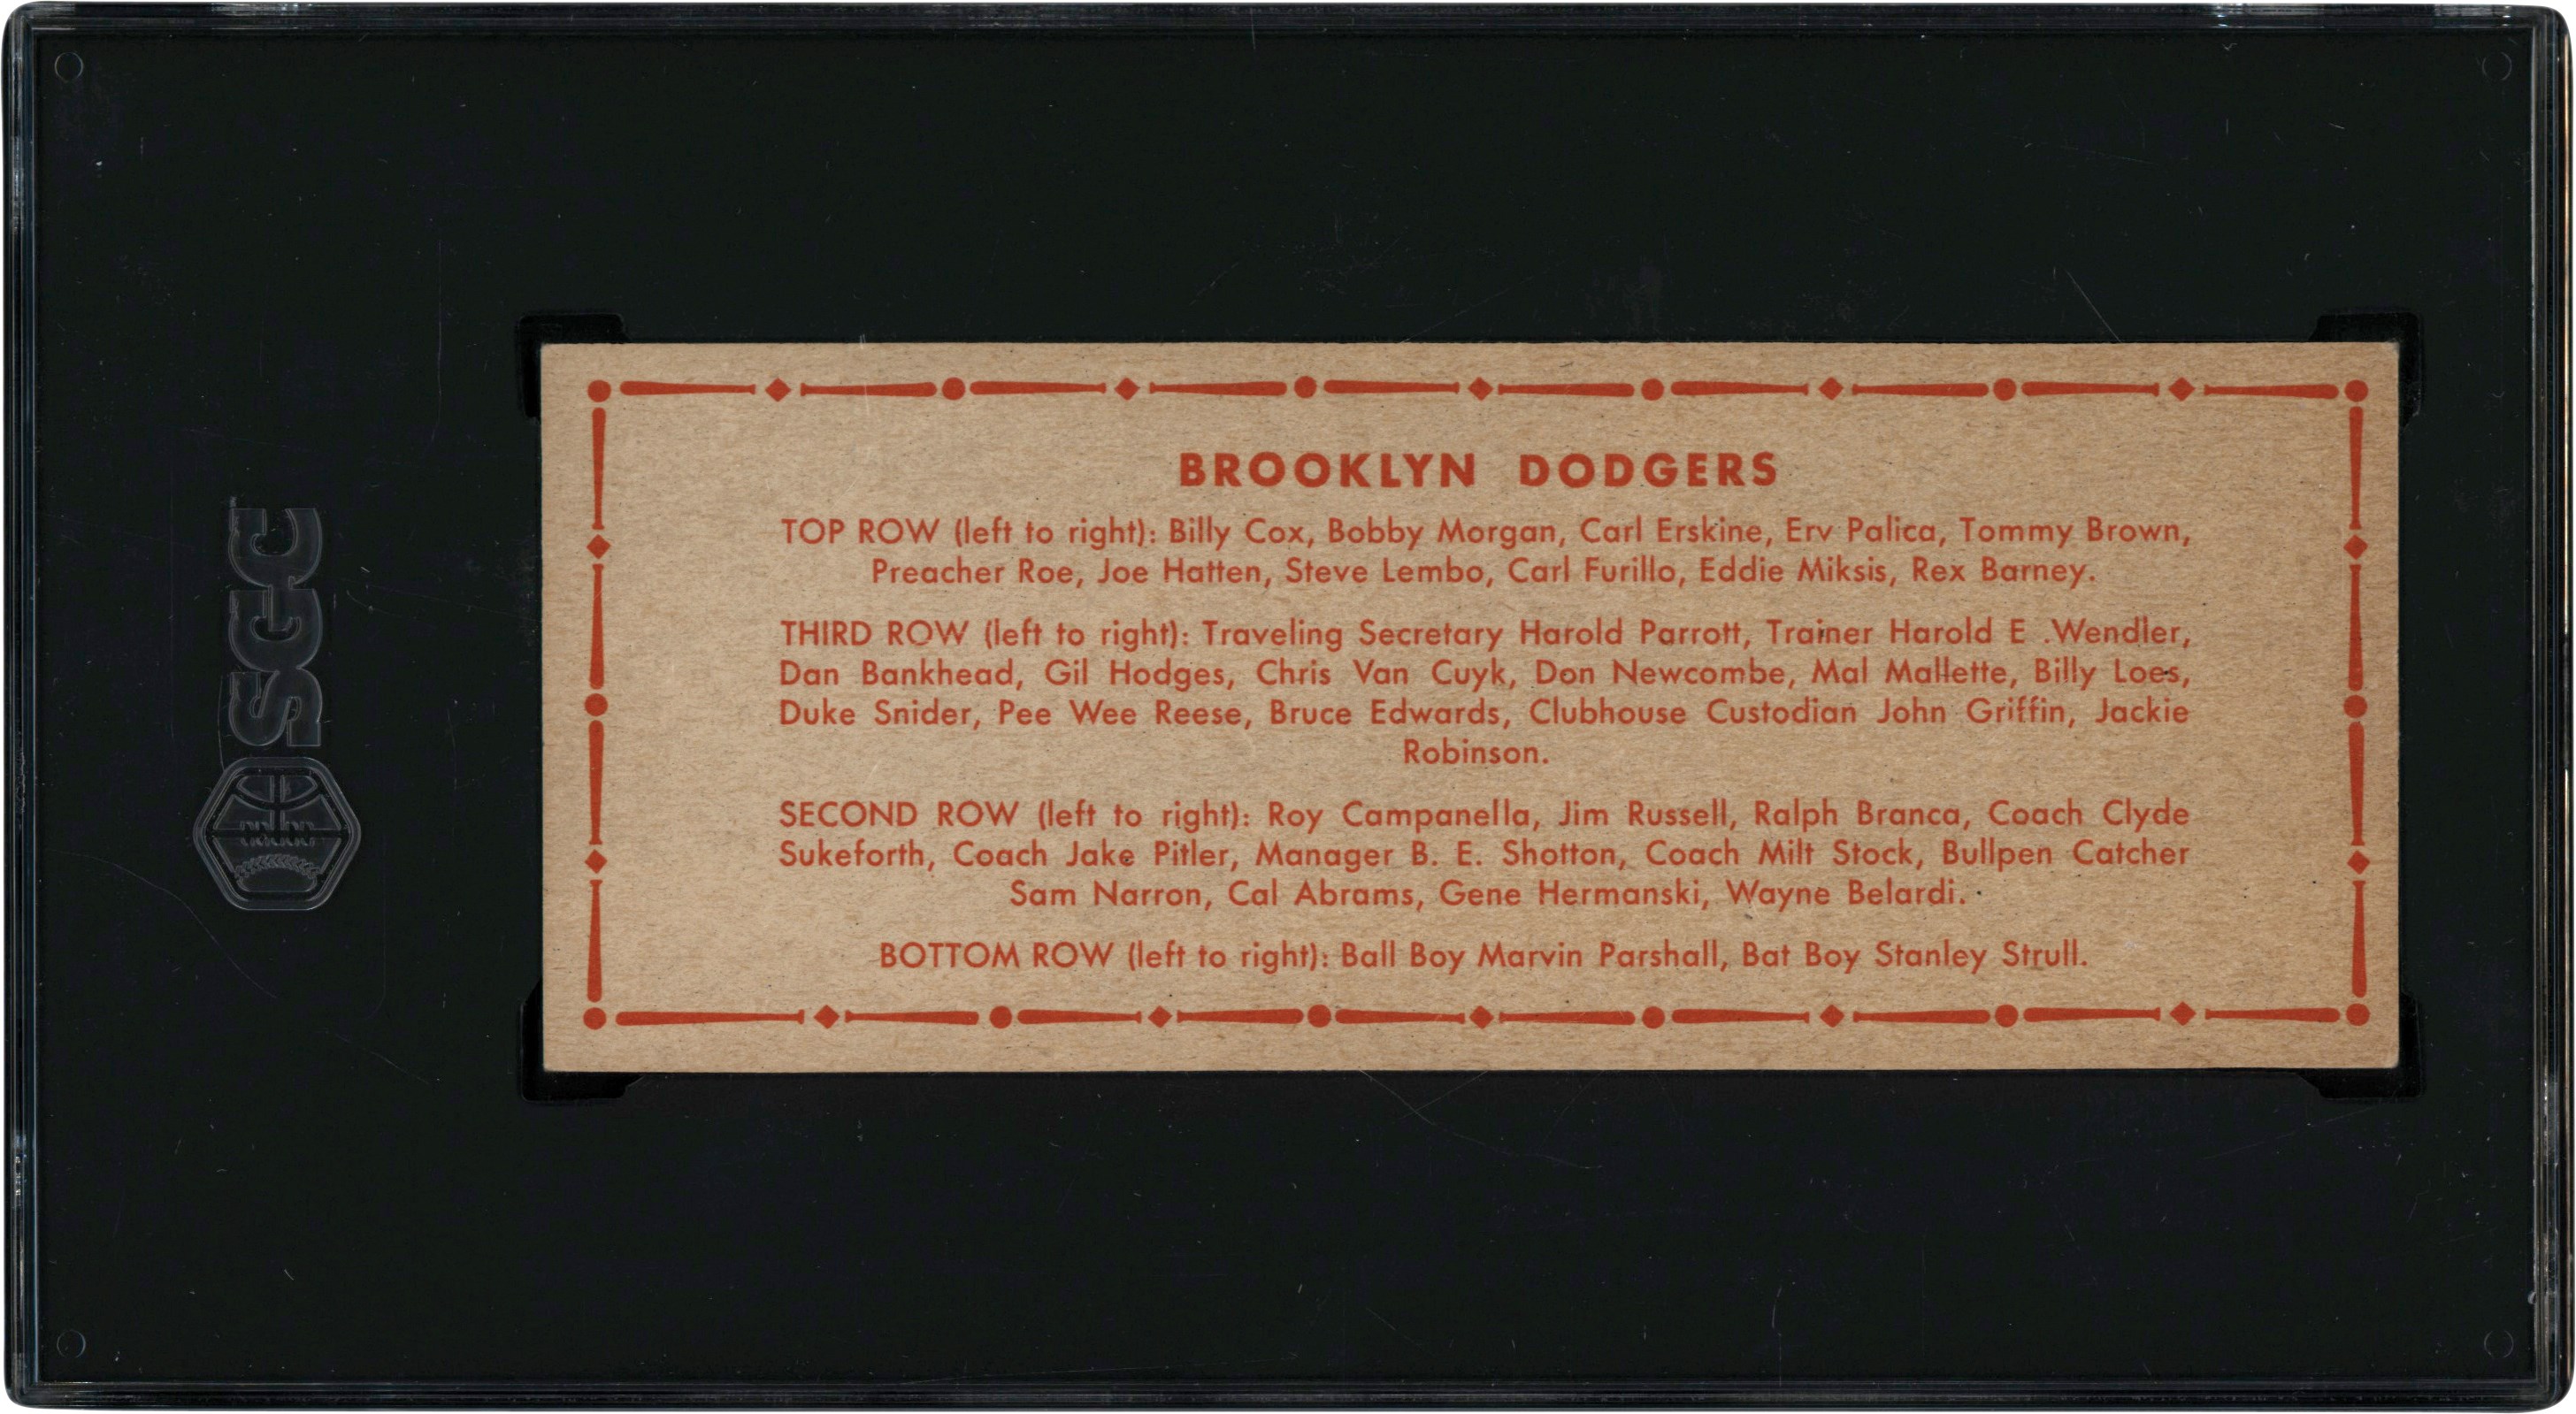 BROOKLYN DODGERS
TOP ROW (left to right): Billy Cox, Bobby Morgan, Carl Erskine, Erv Palica, Tommy Brown,
Preacher Roe, Joe Hatten, Steve Lembo, Carl Furillo, Eddie Miksis, Rex Barney.
THIRD ROW (left to right): Traveling Secretary Harold Parrott, Trainer Harold E .Wendler,
Dan Bankhead, Gil Hodges, Chris Van Cuyk, Don Newcombe, Mal Mallette, Billy Loes,
Duke Snider, Pee Wee Reese, Bruce Edwards, Clubhouse Custodian John Griffin, Jackie
Robinson.
SECOND ROW (left to right): Roy Campanella, Jim Russell, Ralph Branca, Coach Clyde
Sukeforth, Coach Jake Pitler, Manager B. E. Shotton, Coach Milt Stock, Bullpen Catcher
Sam Narron, Cal Abrams, Gene Hermanski, Wayne Belardi.
BOTTOM ROW (left to right): Ball Boy Marvin Parshall, Bat Boy Stanley Strull.
SGC